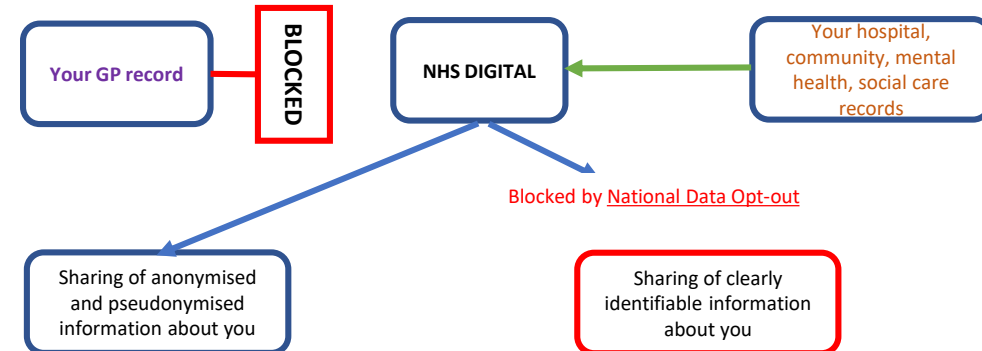 Your GP record
BLOCKED
NHS DIGITAL
Your hospital,
community, mental
health, social care
records
Blocked by National Data Opt-out
Sharing of anonymised
and pseudonymised
information about you
Sharing of clearly
identifiable information
about you